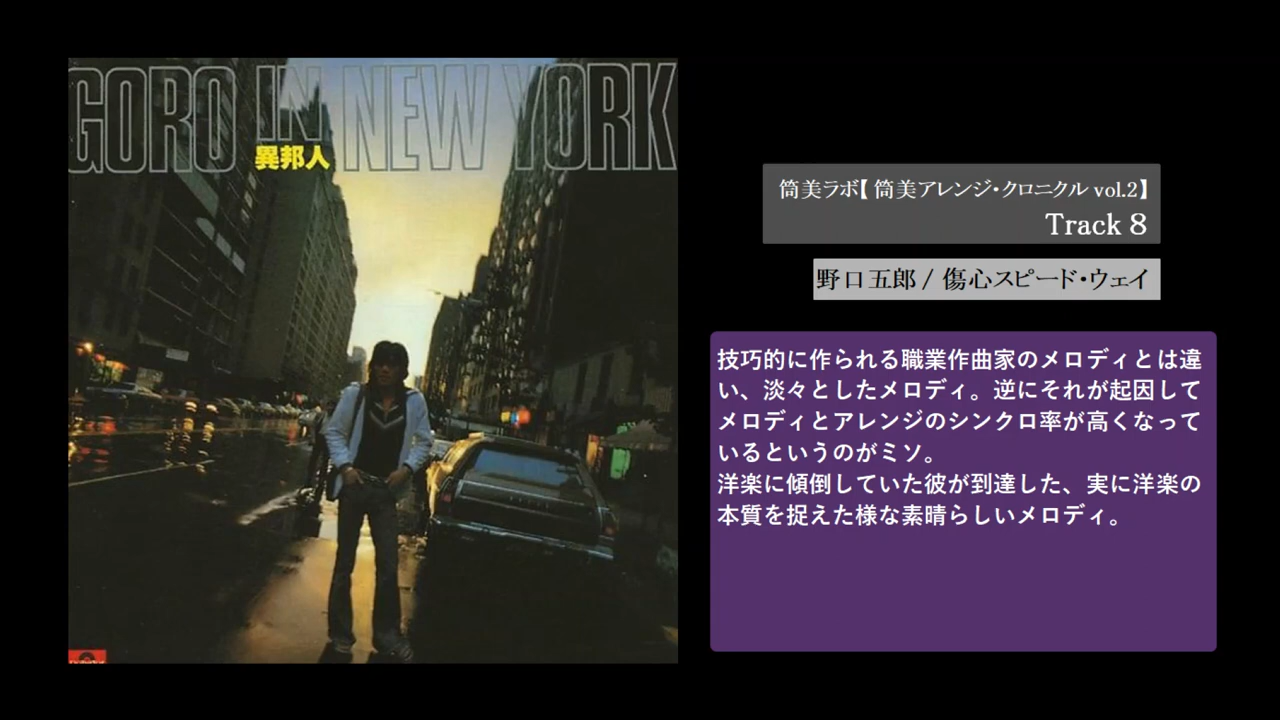 GORO IN NEW YORK
異邦人
筒美ラボ【 筒美アレンジ・クロニクル vol.2】
Track 8
野口五郎 / 傷心スピード・ウェイ
技巧的に作られる職業作曲家のメロディとは違
い、淡々としたメロディ。逆にそれが起因して
メロディとアレンジのシンクロ率が高くなって
いるというのがミソ。
洋楽に傾倒していた彼が到達した、実に洋楽の
本質を捉えた様な素晴らしいメロディ。